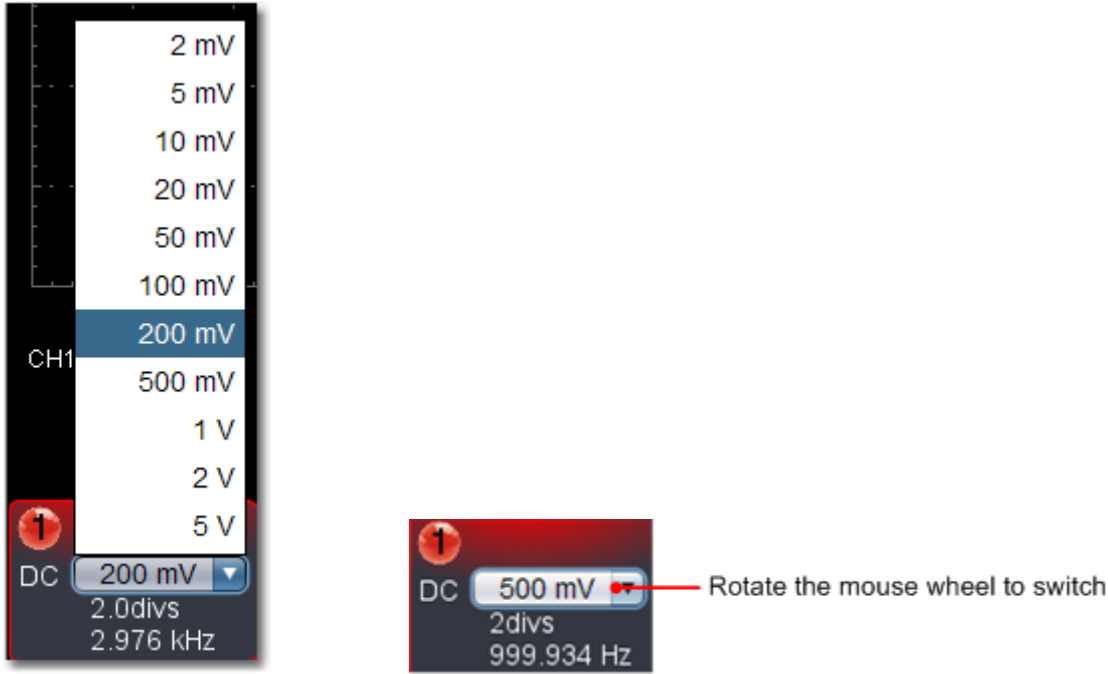 2 mV
5 mV
10 mV
20 mV
50 mV
100 mV
200 mV
CH1
500 mV
1 V
2 V
5 V
1
DC 200 mV
2.0divs
2.976 kHz
1
DC 500 mV
2divs
999.934 Hz
Rotate the mouse wheel to switch